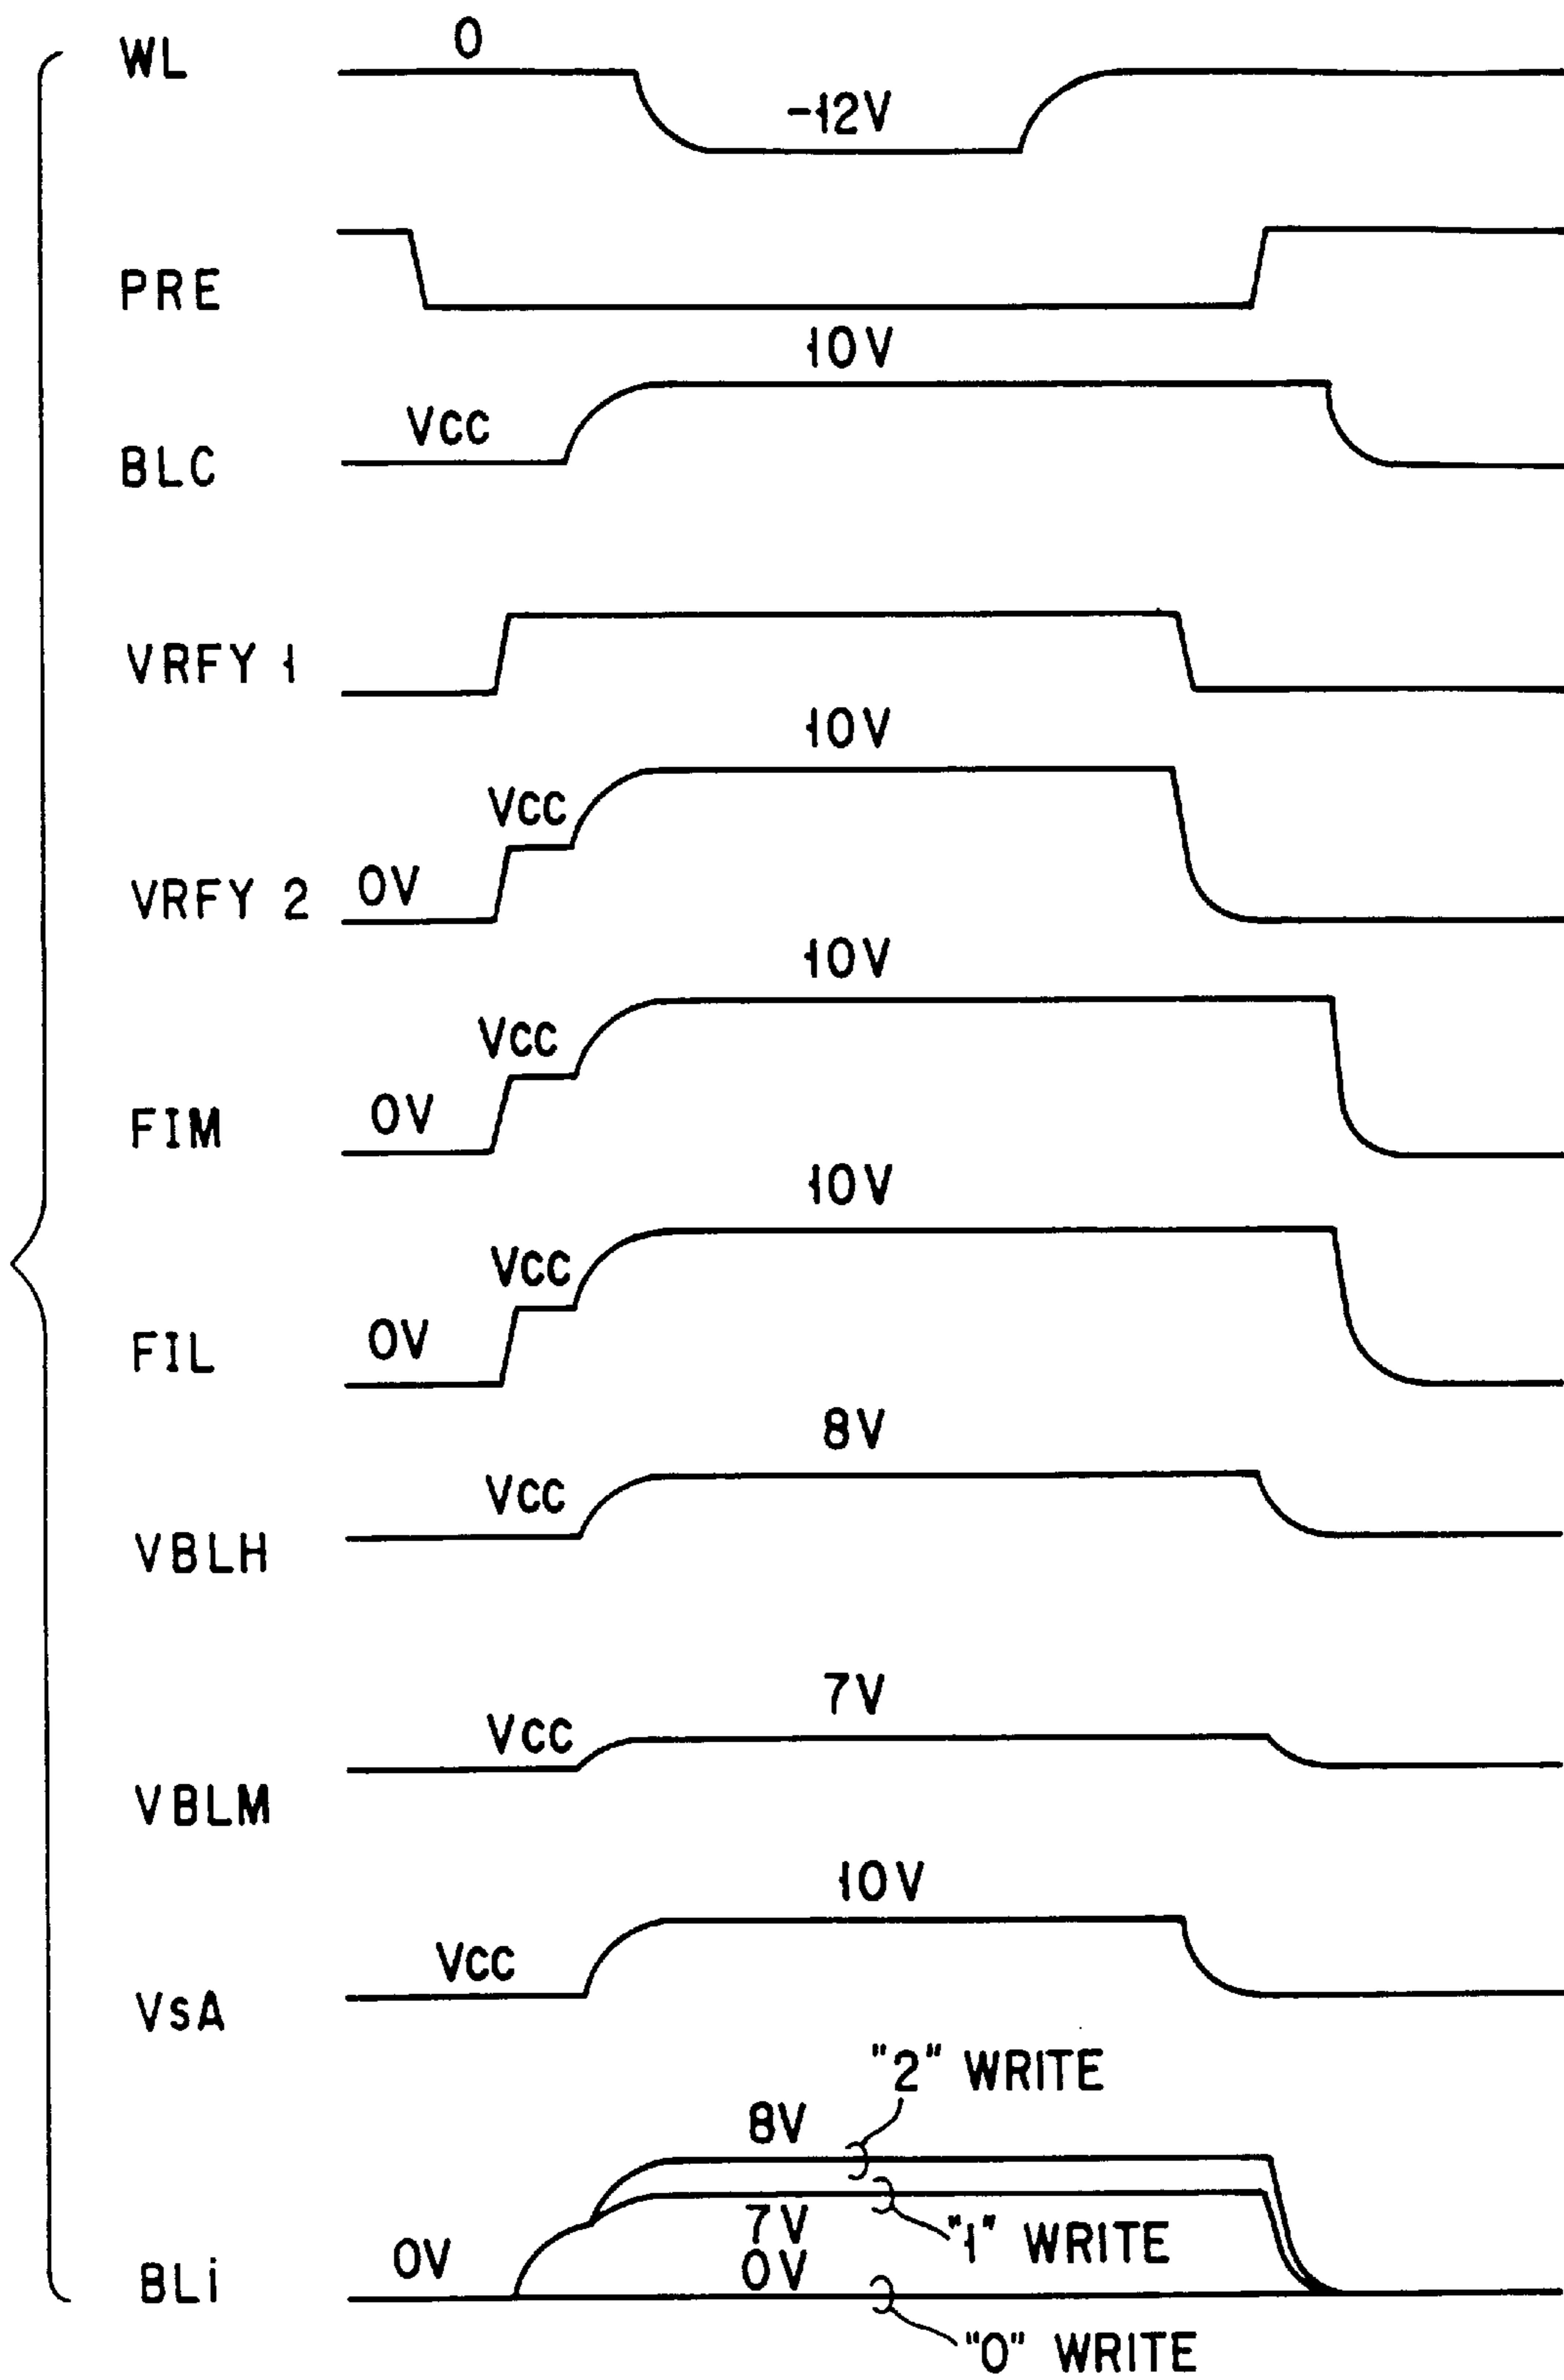 0
WL
-12V
PRE
10V
VCC
BLC
VRFY 1
10V
VCC
0V
VRFY 2
10V
VCC
0V
FIM
10V
VCC
0V
FIL
8V
VCC
VBLH
7V
VCC
VBLM
10V
VCC
VSA
"2" WRITE
8V
7V
"1" WRITE
0V
0V
BLi
"0" WRITE